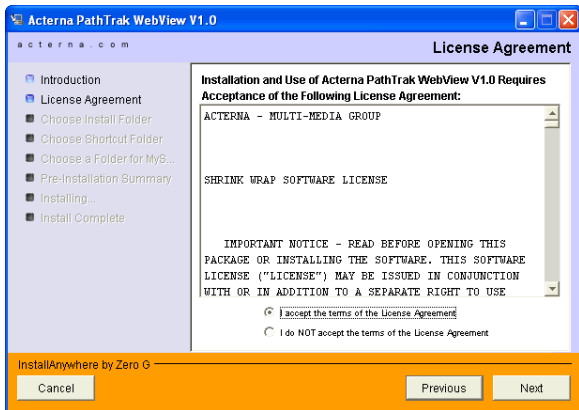 Acterna PathTrak WebView V1.0
acterna.com
License Agreement
Introduction
License Agreement
Choose Install Folder
Choose Shortcut Folder
Choose a Folder for MyS...
Pre-Installation Summary
Installing...
Install Complete
Installation and Use of Acterna PathTrak WebView V1.0 Requires
Acceptance of the Following License Agreement:
ACTERNA - MULTI-MEDIA GROUP
SHRINK WRAP SOFTWARE LICENSE
IMPORTANT NOTICE - READ BEFORE OPENING THIS
PACKAGE OR INSTALLING THE SOFTWARE. THIS SOFTWARE
LICENSE ("LICENSE") MAY BE ISSUED IN CONJUNCTION
WITH OR IN ADDITION TO A SEPARATE RIGHT TO USE
I accept the terms of the License Agreement
I do NOT accept the terms of the License Agreement
InstallAnywhere by Zero G
Cancel
Previous
Next